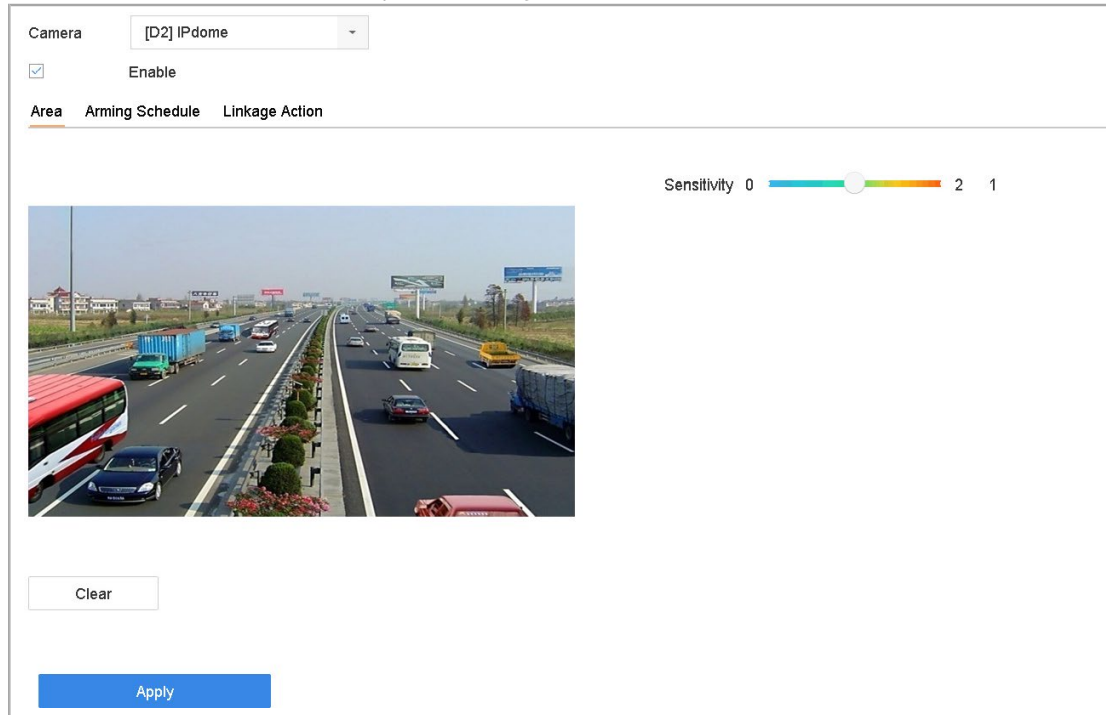 Camera [D2] IPdome
Enable
Area Arming Schedule Linkage Action
Sensitivity 0 2 1
Clear
Apply